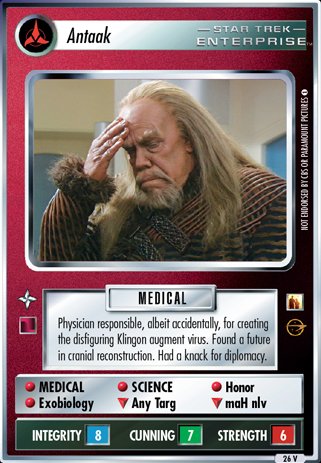 Antaak
STAR TREK
ENTERPRISE™
NOT ENDORSED BY CBS OR PARAMOUNT PICTURES
MEDICAL
Physician responsible, albeit accidentally, for creating
the disfiguring Klingon augment virus. Found a future
in cranial reconstruction. Had a knack for diplomacy.
MEDICAL SCIENCE Honor
Exobiology Any Targ maH nIv
INTEGRITY 8 CUNNING 7 STRENGTH 6
26 V